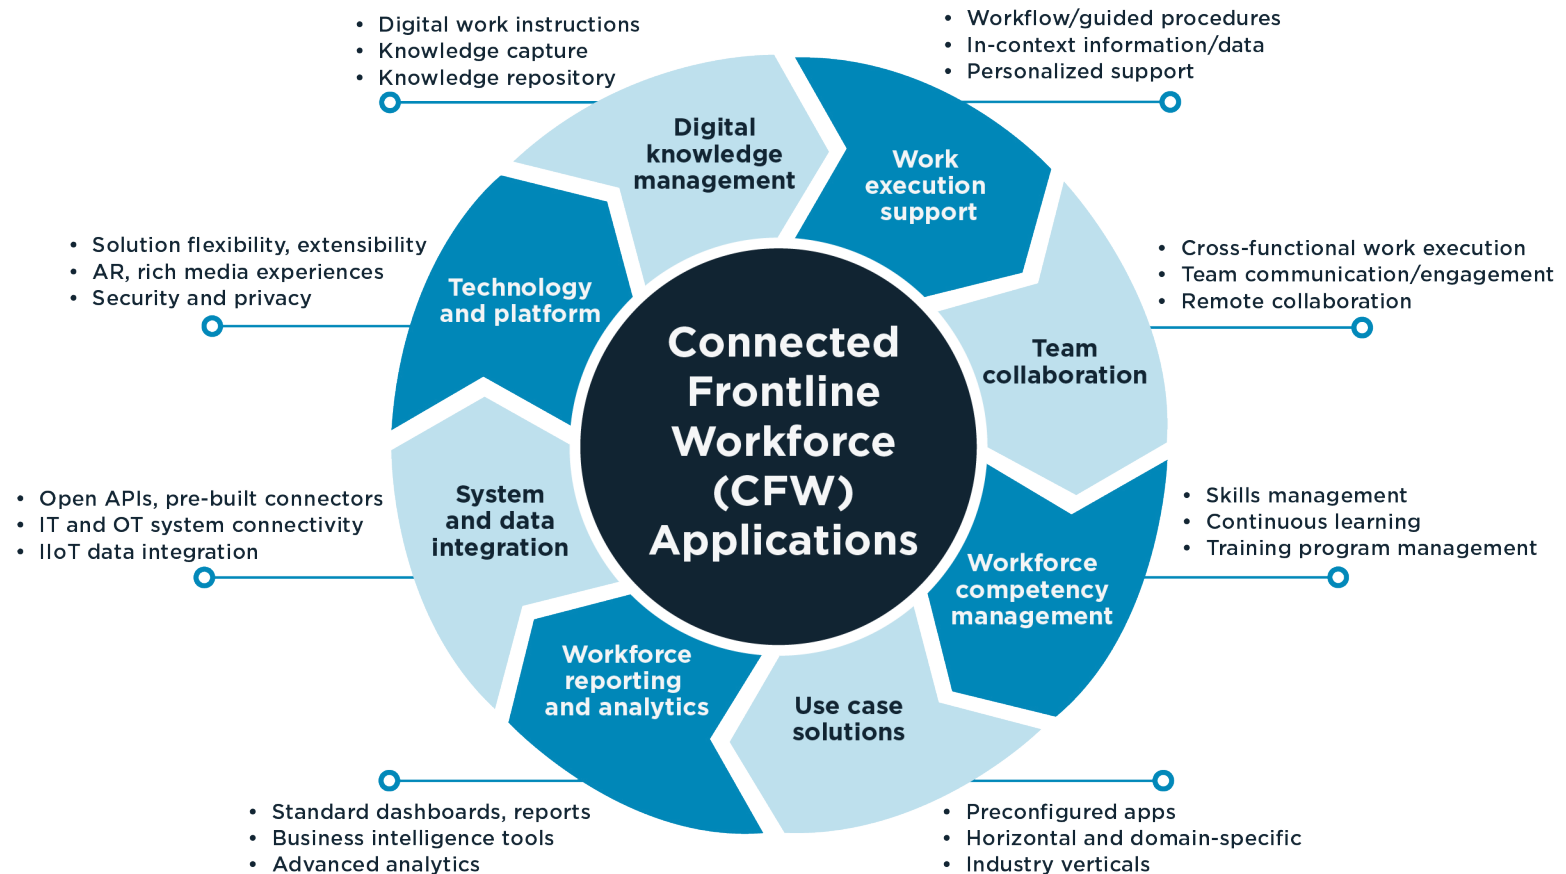 • Digital work instructions
• Knowledge capture
• Knowledge repository
• Workflow/guided procedures
• In-context information/data
• Personalized support
Digital
knowledge
management
Work
execution
support
• Solution flexibility, extensibility
• AR, rich media experiences
• Security and privacy
Technology
and platform
• Cross-functional work execution
• Team communication/engagement
• Remote collaboration
Team
collaboration
Connected
Frontline
Workforce
(CFW)
Applications
• Open APIs, pre-built connectors
• IT and OT system connectivity
• IIoT data integration
System
and data
integration
• Skills management
• Continuous learning
• Training program management
Workforce
competency
management
Workforce
reporting
and analytics
Use case
solutions
• Standard dashboards, reports
• Business intelligence tools
• Advanced analytics
• Preconfigured apps
• Horizontal and domain-specific
• Industry verticals